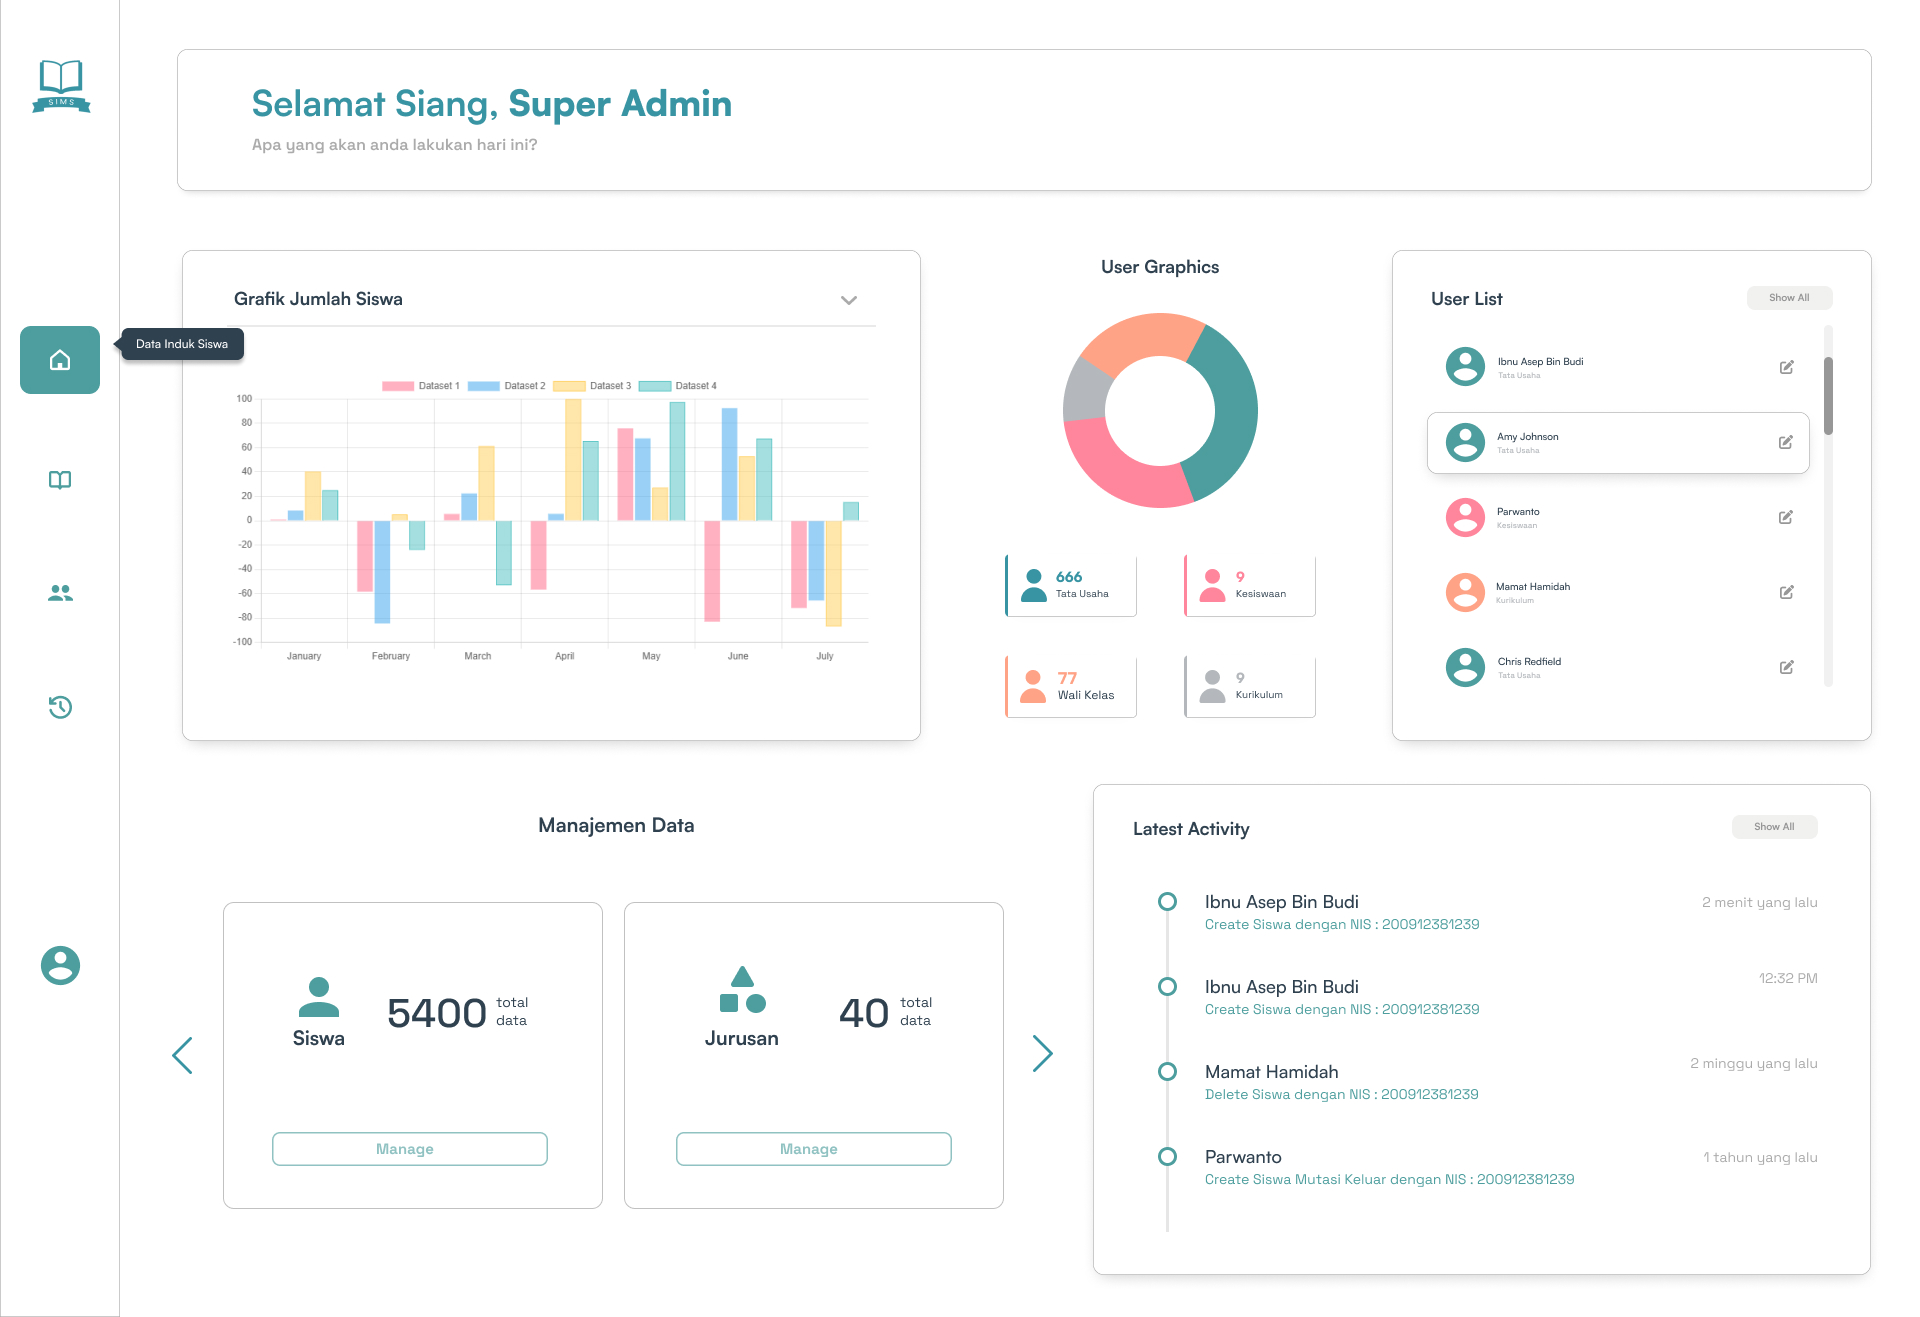 SIMS
Selamat Siang, Super Admin
Apa yang akan anda lakukan hari ini?
Data Induk Siswa
Grafik Jumlah Siswa
Dataset 1 Dataset 2 Dataset 3 Dataset 4
100
80
60
40
20
0
-20
-40
-60
-80
-100
January February March April May June July
User Graphics
666
Tata Usaha
9
Kesiswaan
77
Wali Kelas
9
Kurikulum
User List
Show All
Ibnu Asep Bin Budi
Tata Usaha
Amy Johnson
Tata Usaha
Parwanto
Kesiswaan
Mamat Hamidah
Kurikulum
Chris Redfield
Tata Usaha
Manajemen Data
Siswa
5400
total
data
Manage
Jurusan
40
total
data
Manage
Latest Activity
Show All
Ibnu Asep Bin Budi
2 menit yang lalu
Create Siswa dengan NIS : 200912381239
Ibnu Asep Bin Budi
12:32 PM
Create Siswa dengan NIS : 200912381239
Mamat Hamidah
2 minggu yang lalu
Delete Siswa dengan NIS : 200912381239
Parwanto
1 tahun yang lalu
Create Siswa Mutasi Keluar dengan NIS : 200912381239